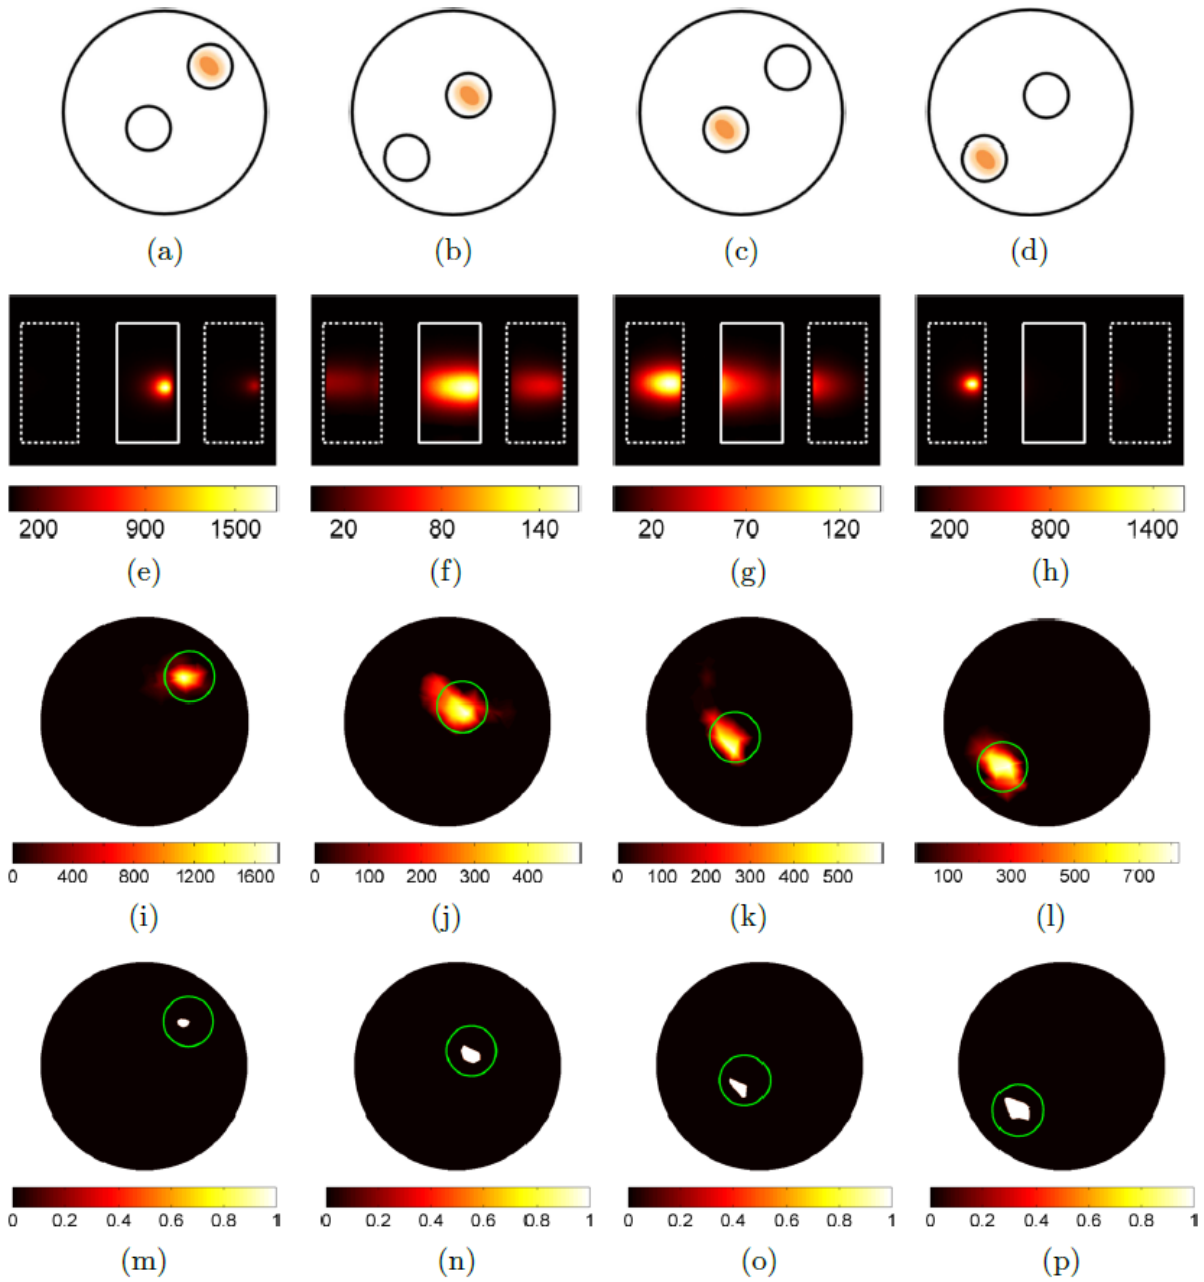 (a) (b) (c) (d)
200 900 1500 20 80 140 20 70 120 200 800 1400
(e) (f) (g) (h)
0 400 800 1200 1600 0 100 200 300 400 0 100 200 300 400 500 100 300 500 700
(i) (j) (k) (l)
0 0.2 0.4 0.6 0.8 1 0 0.2 0.4 0.6 0.8 1 0 0.2 0.4 0.6 0.8 1 0 0.2 0.4 0.6 0.8 1
(m) (n) (o) (p)